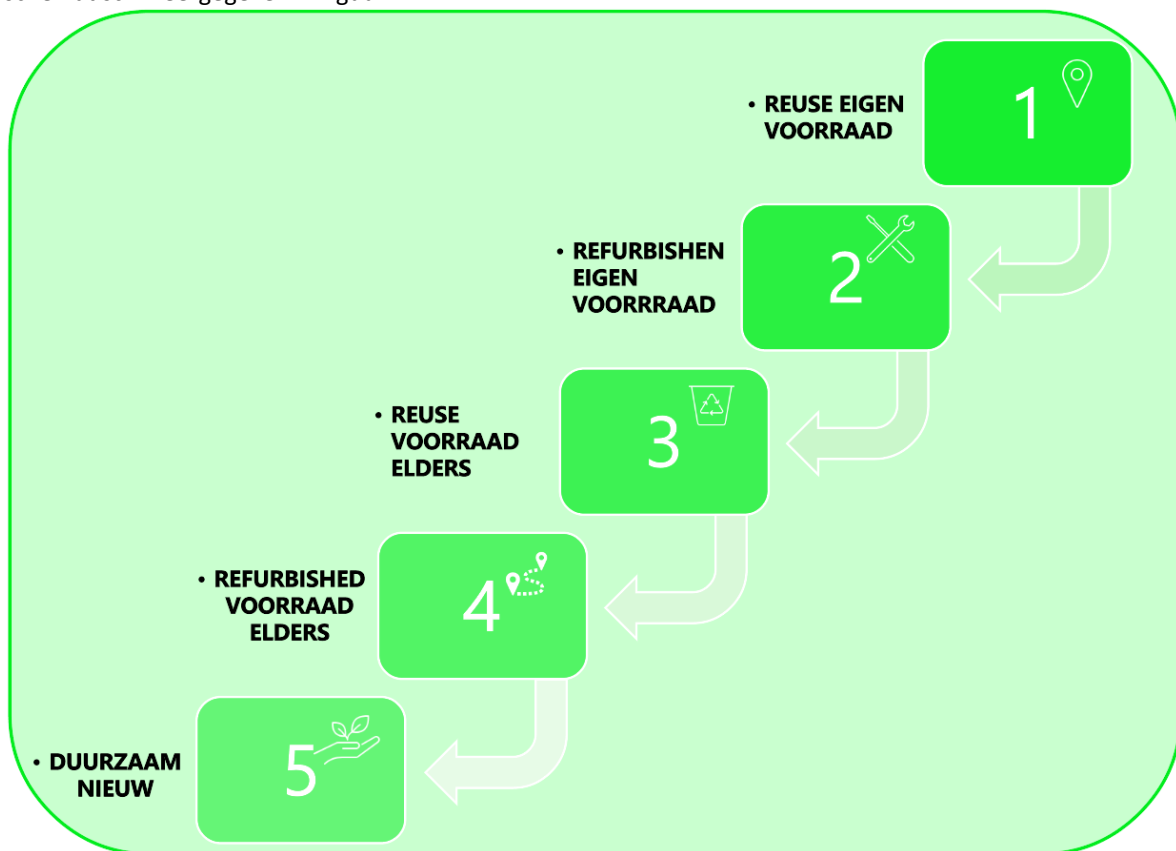 • REUSE EIGEN
VOORRAAD
1
• REFURBISHEN
EIGEN
VOORRRAAD
2
• REUSE
VOORRAAD
ELDERS
3
• REFURBISHED
VOORRAAD
ELDERS
4
• DUURZAAM
NIEUW
5